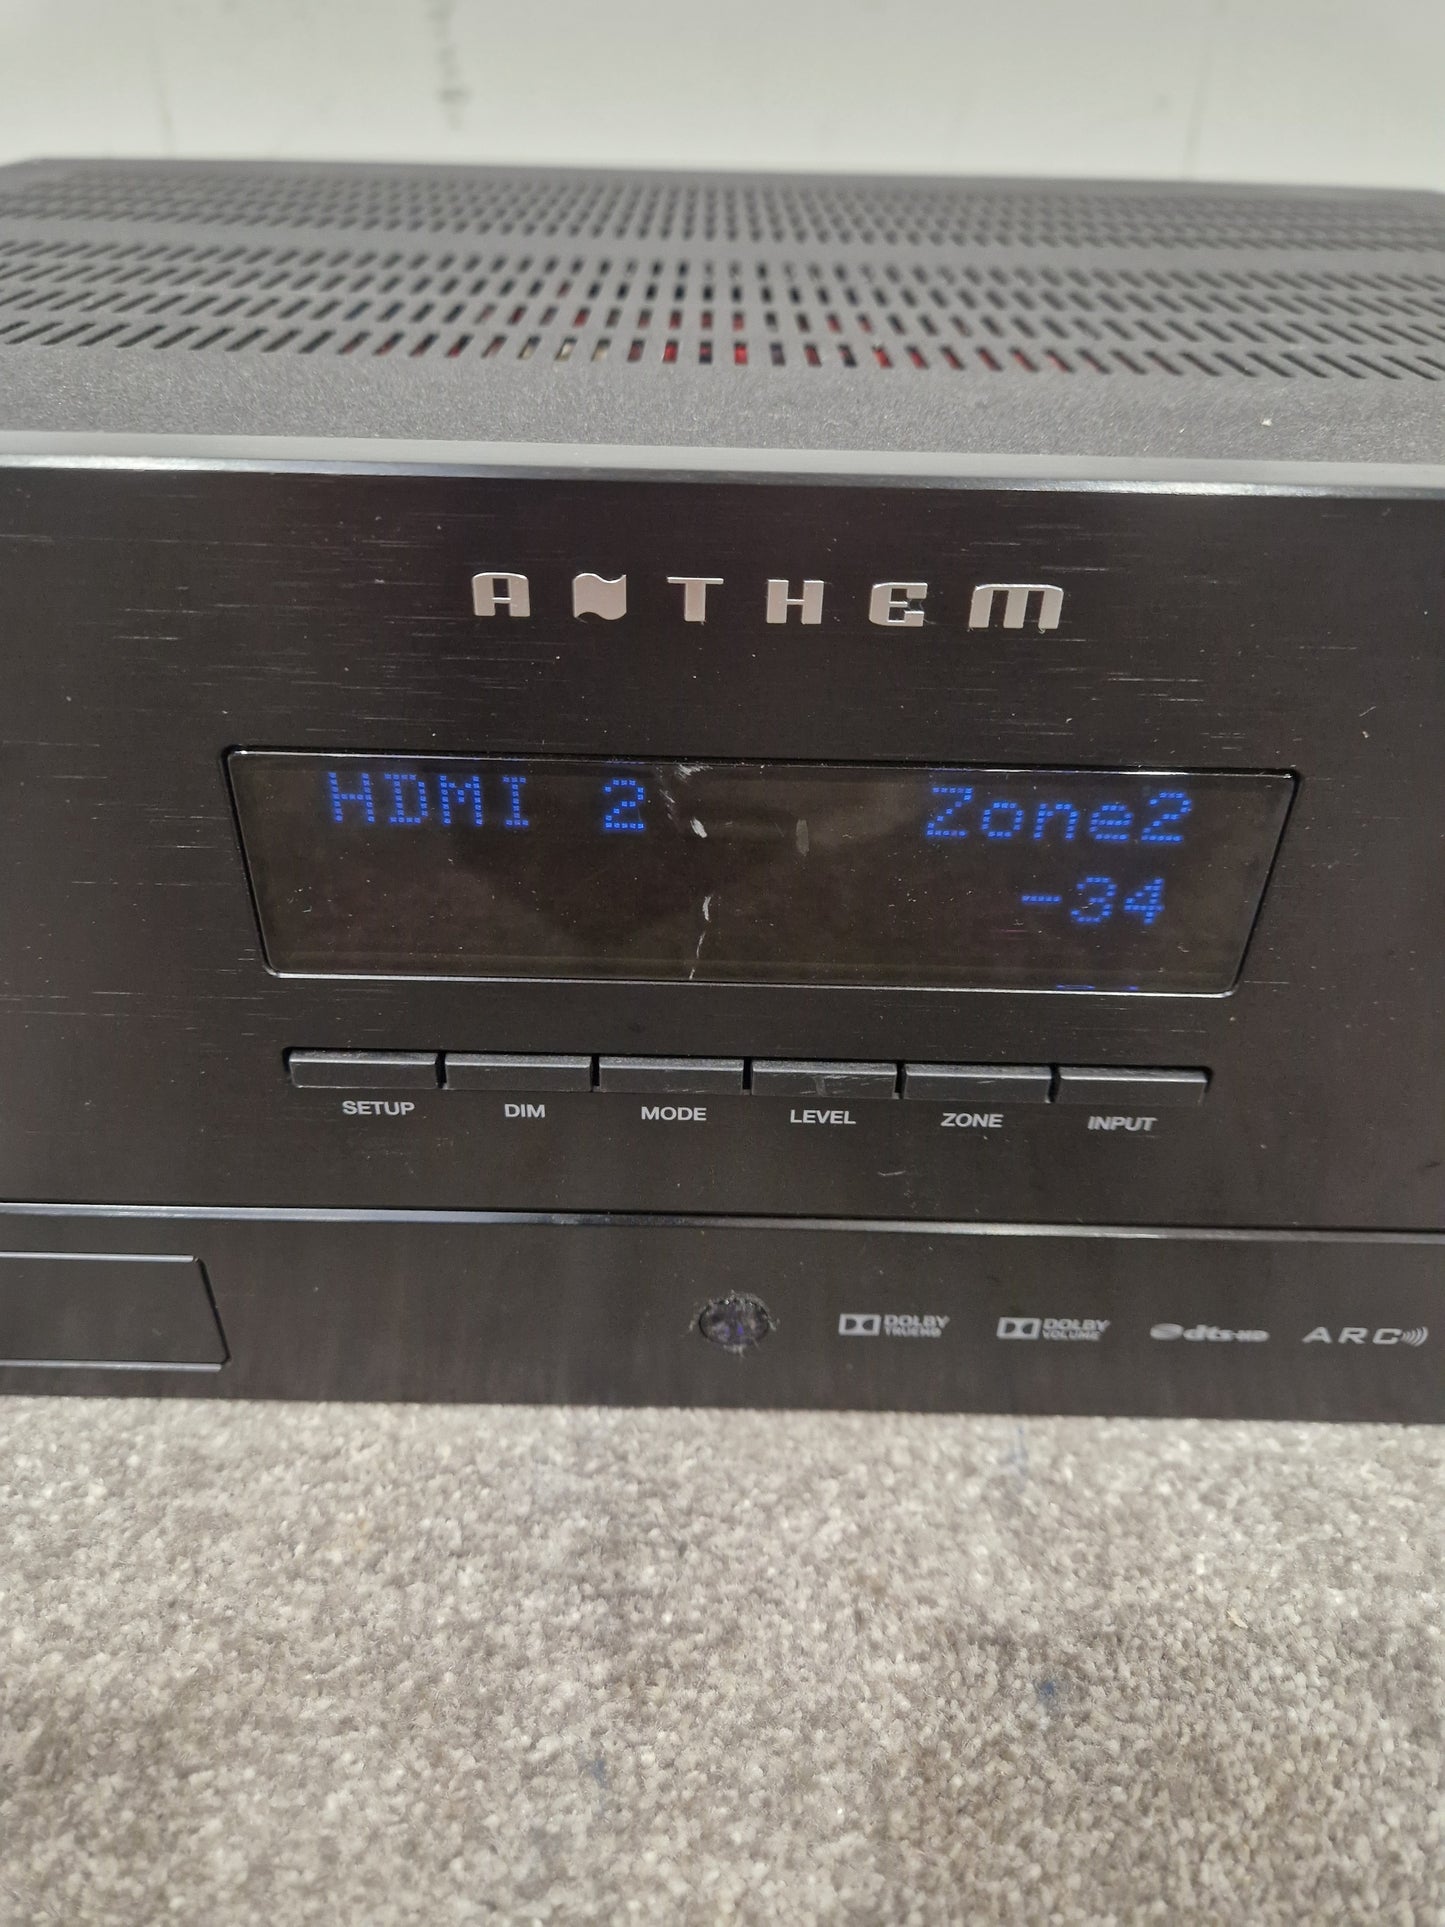 ANTHEM
HDMI 2 Zone2
-34
SETUP DIM MODE LEVEL ZONE INPUT
DOLBY TRUEHD DOLBY VOLUME dts-HD ARC